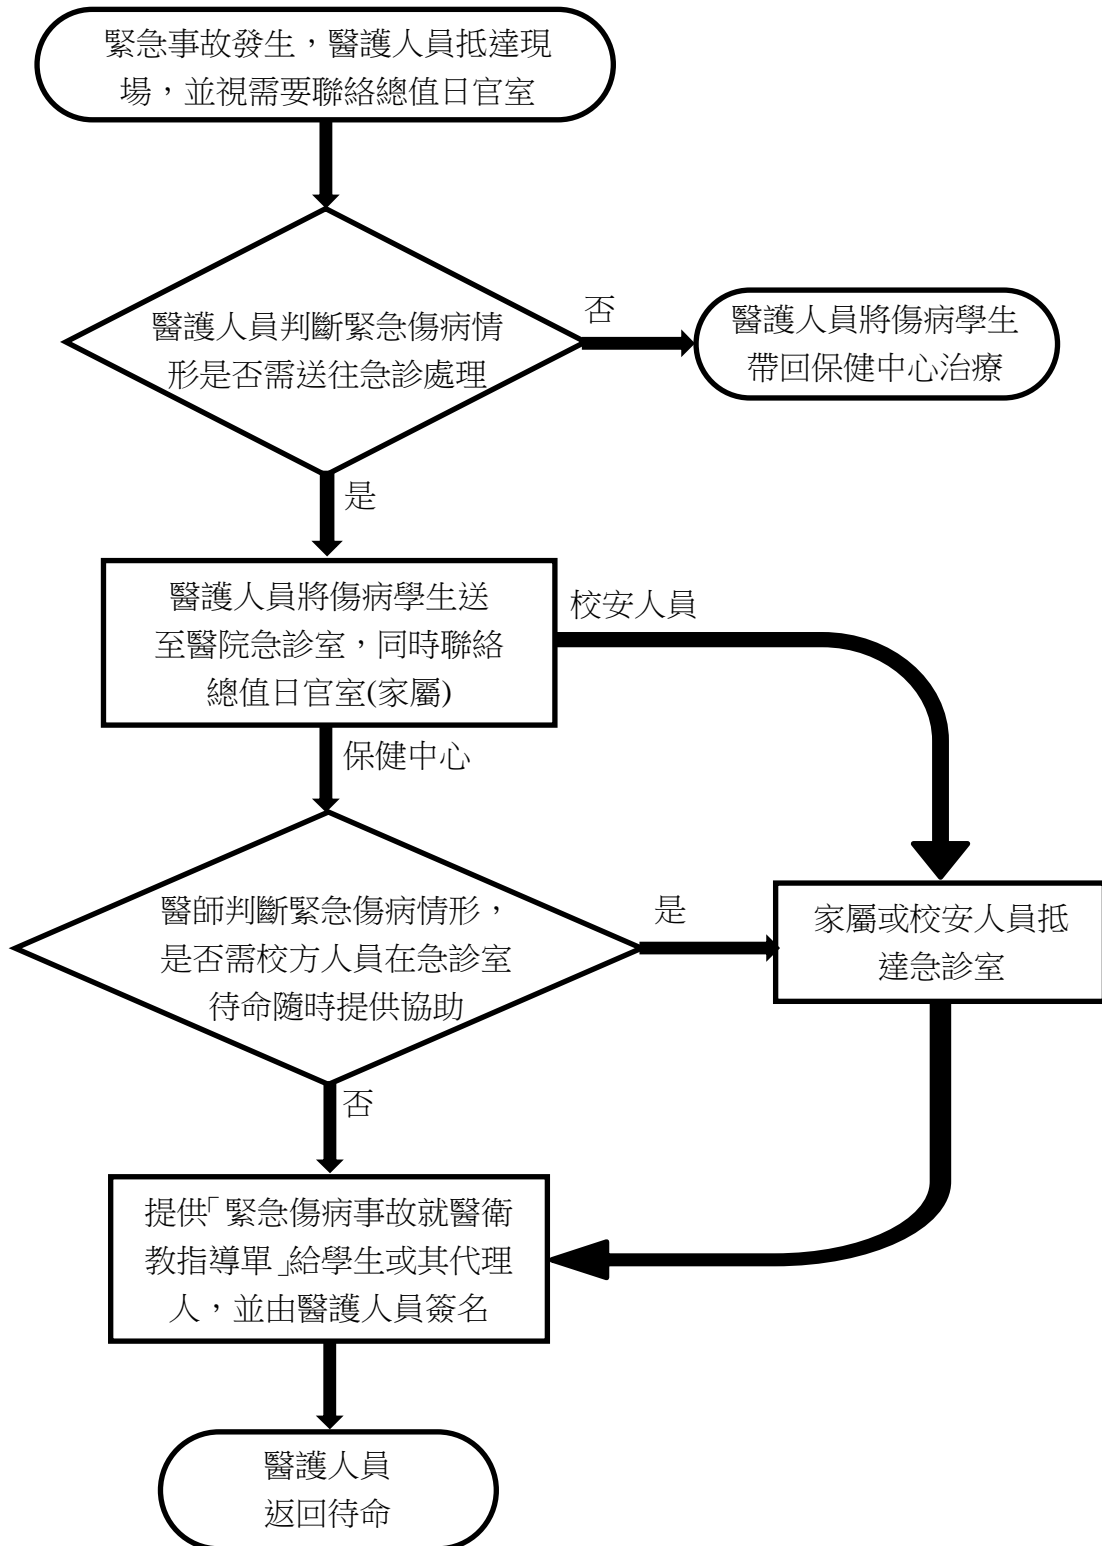 緊急事故發生，醫護人員抵達現
場，並視需要聯絡總值日官室
醫護人員判斷緊急傷病情
形是否需送往急診處理
否
醫護人員將傷病學生
帶回保健中心治療
是
醫護人員將傷病學生送
至醫院急診室，同時聯絡
總值日官室(家屬)
校安人員
保健中心
醫師判斷緊急傷病情形，
是否需校方人員在急診室
待命隨時提供協助
是
家屬或校安人員抵
達急診室
否
提供「緊急傷病事故就醫衛
教指導單」給學生或其代理
人，並由醫護人員簽名
醫護人員
返回待命